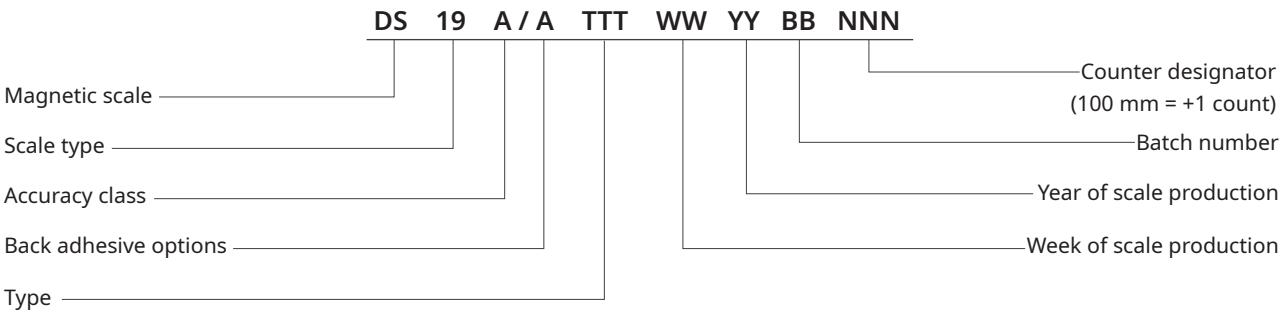 DS 19 A / A TTT WW YY BB NNN
Magnetic scale
Scale type
Accuracy class
Back adhesive options
Type
Counter designator
(100 mm = +1 count)
Batch number
Year of scale production
Week of scale production